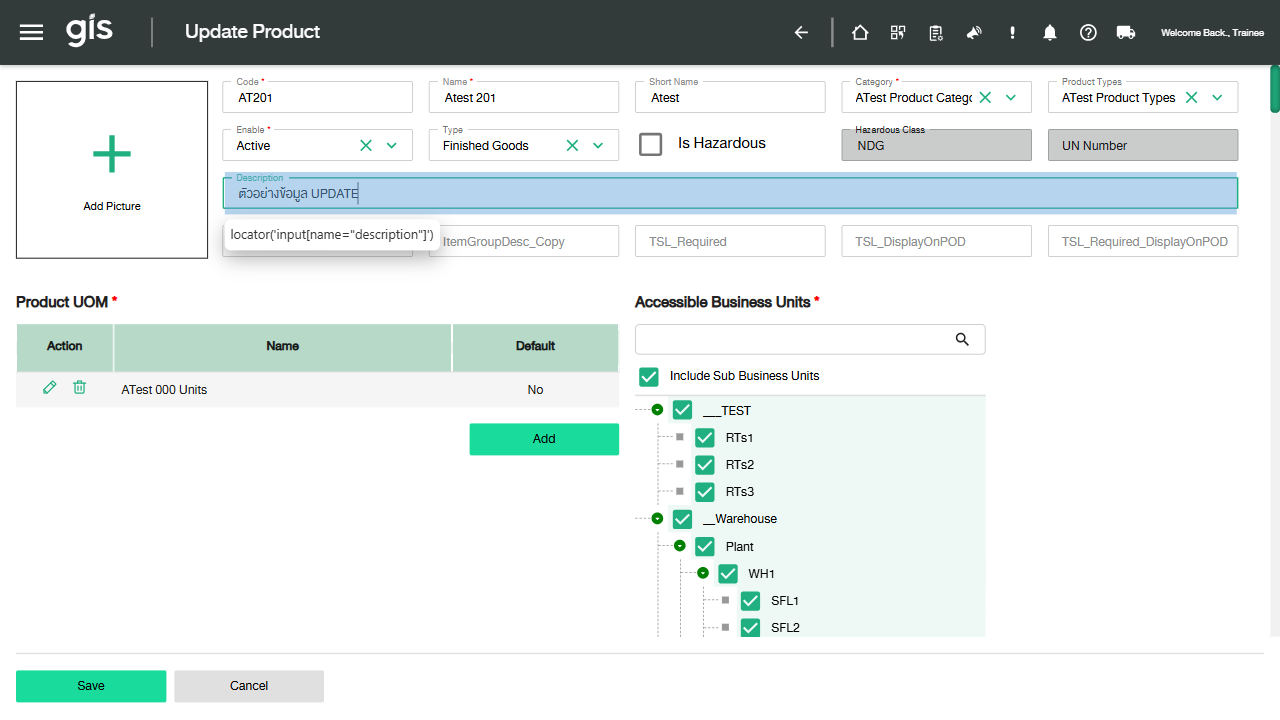 gis
Update Product
Welcome Back., Trainee
Add Picture
Code *
AT201
Name *
Atest 201
Short Name
Atest
Category *
ATest Product Catego
Product Types
ATest Product Types
Enable *
Active
Type
Finished Goods
Is Hazardous
Hazardous Class
NDG
UN Number
Description
ตัวอย่างข้อมูล UPDATE
locator('input[name="description"]')
ItemGroupDesc_Copy
TSL_Required
TSL_DisplayOnPOD
TSL_Required_DisplayOnPOD
Product UOM *
Action
Name
Default
ATest 000 Units
No
Add
Accessible Business Units *
Include Sub Business Units
___TEST
RTs1
RTs2
RTs3
__Warehouse
Plant
WH1
SFL1
SFL2
Save
Cancel